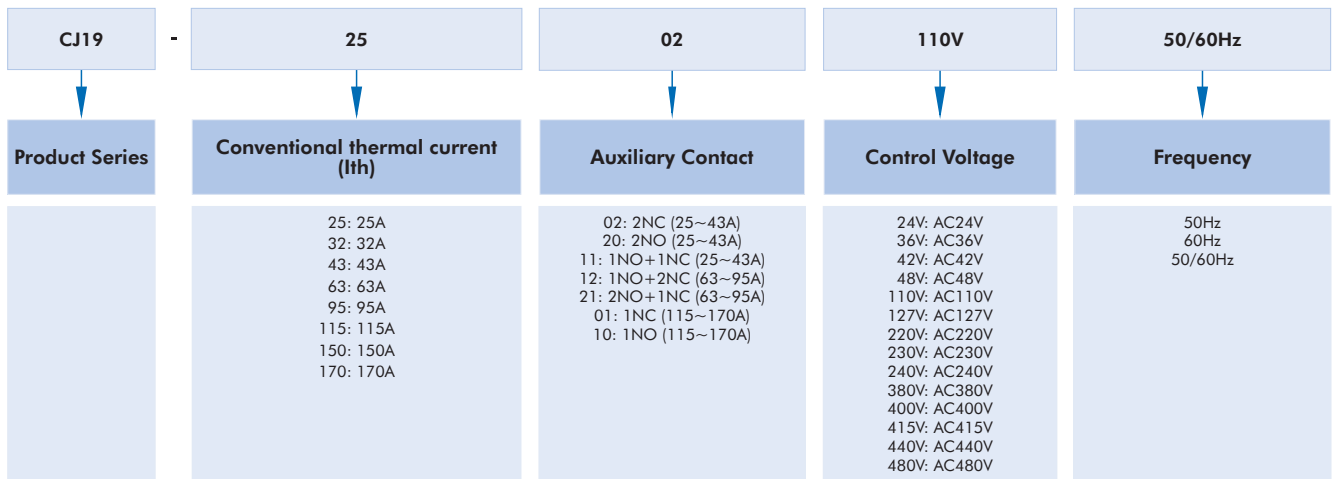 CJ19 - 25 02 110V 50/60Hz
Product Series
Conventional thermal current
(Ith)
Auxiliary Contact
Control Voltage
Frequency
25: 25A
32: 32A
43: 43A
63: 63A
95: 95A
115: 115A
150: 150A
170: 170A
02: 2NC (25~43A)
20: 2NO (25~43A)
11: 1NO+1NC (25~43A)
12: 1NO+2NC (63~95A)
21: 2NO+1NC (63~95A)
01: 1NC (115~170A)
10: 1NO (115~170A)
24V: AC24V
36V: AC36V
42V: AC42V
48V: AC48V
110V: AC110V
127V: AC127V
220V: AC220V
230V: AC230V
240V: AC240V
380V: AC380V
400V: AC400V
415V: AC415V
440V: AC440V
480V: AC480V
50Hz
60Hz
50/60Hz